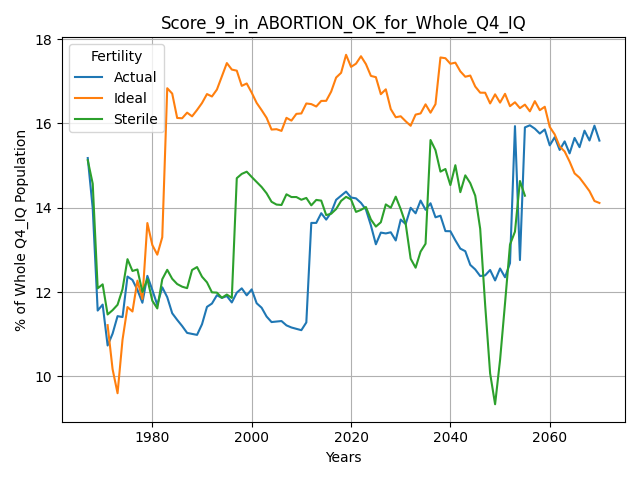 Score_9_in_ABORTION_OK_for_Whole_Q4_IQ
Fertility
Actual
Ideal
Sterile
% of Whole Q4_IQ Population
18
16
14
12
10
1980
2000
2020
2040
2060
Years